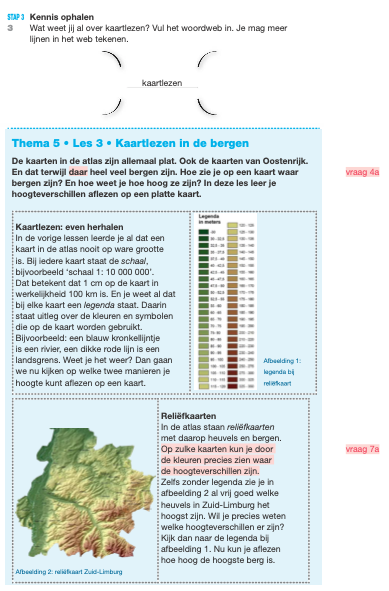 STAP 3 Kennis ophalen
3 Wat weet jij al over kaartlezen? Vul het woordweb in. Je mag meer
lijnen in het web tekenen.
kaartlezen
Thema 5 • Les 3 • Kaartlezen in de bergen
De kaarten in de atlas zijn allemaal plat. Ook de kaarten van Oostenrijk.
En dat terwijl daar heel veel bergen zijn. Hoe zie je op een kaart waar
bergen zijn? En hoe weet je hoe hoog ze zijn? In deze les leer je
hoogteverschillen aflezen op een platte kaart.
vraag 4a
Kaartlezen: even herhalen
In de vorige lessen leerde je al dat een
kaart in de atlas nooit op ware grootte
is. Bij iedere kaart staat de schaal,
bijvoorbeeld ‘schaal 1: 10 000 000’.
Dat betekent dat 1 cm op de kaart in
werkelijkheid 100 km is. En je weet al dat
bij elke kaart een legenda staat. Daarin
staat uitleg over de kleuren en symbolen
die op de kaart worden gebruikt.
Bijvoorbeeld: een blauw kronkellijntje
is een rivier, een dikke rode lijn is een
landsgrens. Weet je het weer? Dan gaan
we nu kijken op welke twee manieren je
hoogte kunt aflezen op een kaart.
Legenda
in meters
Afbeelding 1:
legenda bij
reliëfkaart
Reliëfkaarten
In de atlas staan reliëfkaarten
met daarop heuvels en bergen.
Op zulke kaarten kun je door
de kleuren precies zien waar
de hoogteverschillen zijn.
Zelfs zonder legenda zie je in
afbeelding 2 al vrij goed welke
heuvels in Zuid-Limburg het
hoogst zijn. Wil je precies weten
welke hoogteverschillen er zijn?
Kijk dan naar de legenda bij
afbeelding 1. Nu kun je aflezen
hoe hoog de hoogste berg is.
vraag 7a
Afbeelding 2: reliëfkaart Zuid-Limburg